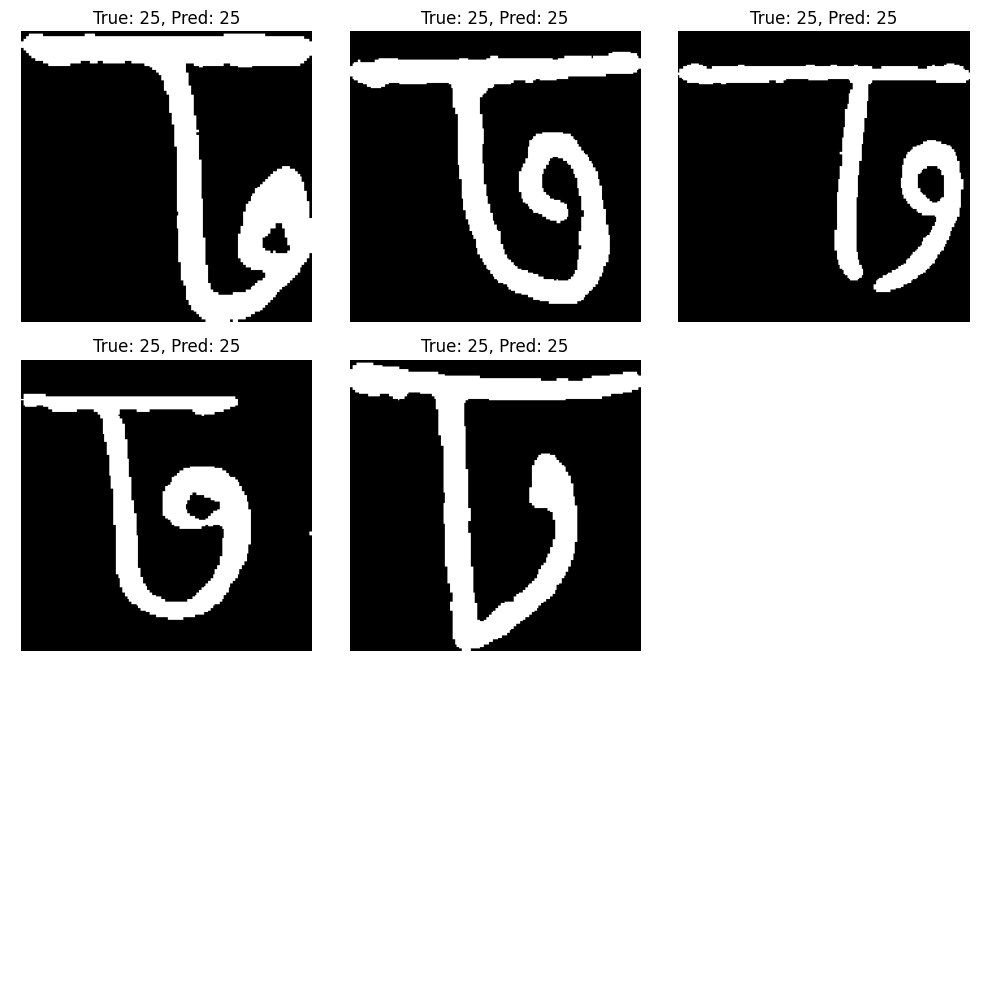 True: 25, Pred: 25 True: 25, Pred: 25 True: 25, Pred: 25
ঢ ঢ ঢ
True: 25, Pred: 25 True: 25, Pred: 25
ঢ ঢ